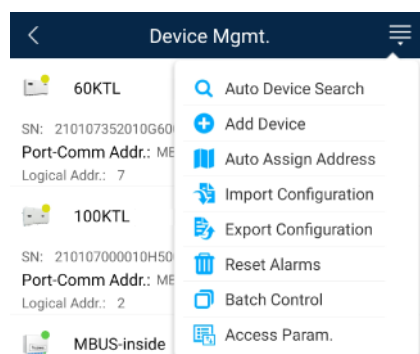 Device Mgmt.
60KTL
SN: 210107352010G60
Port-Comm Addr.: ME
Logical Addr.: 7
100KTL
SN: 210107000010H50
Port-Comm Addr.: ME
Logical Addr.: 2
MBUS-inside
Auto Device Search
Add Device
Auto Assign Address
Import Configuration
Export Configuration
Reset Alarms
Batch Control
Access Param.